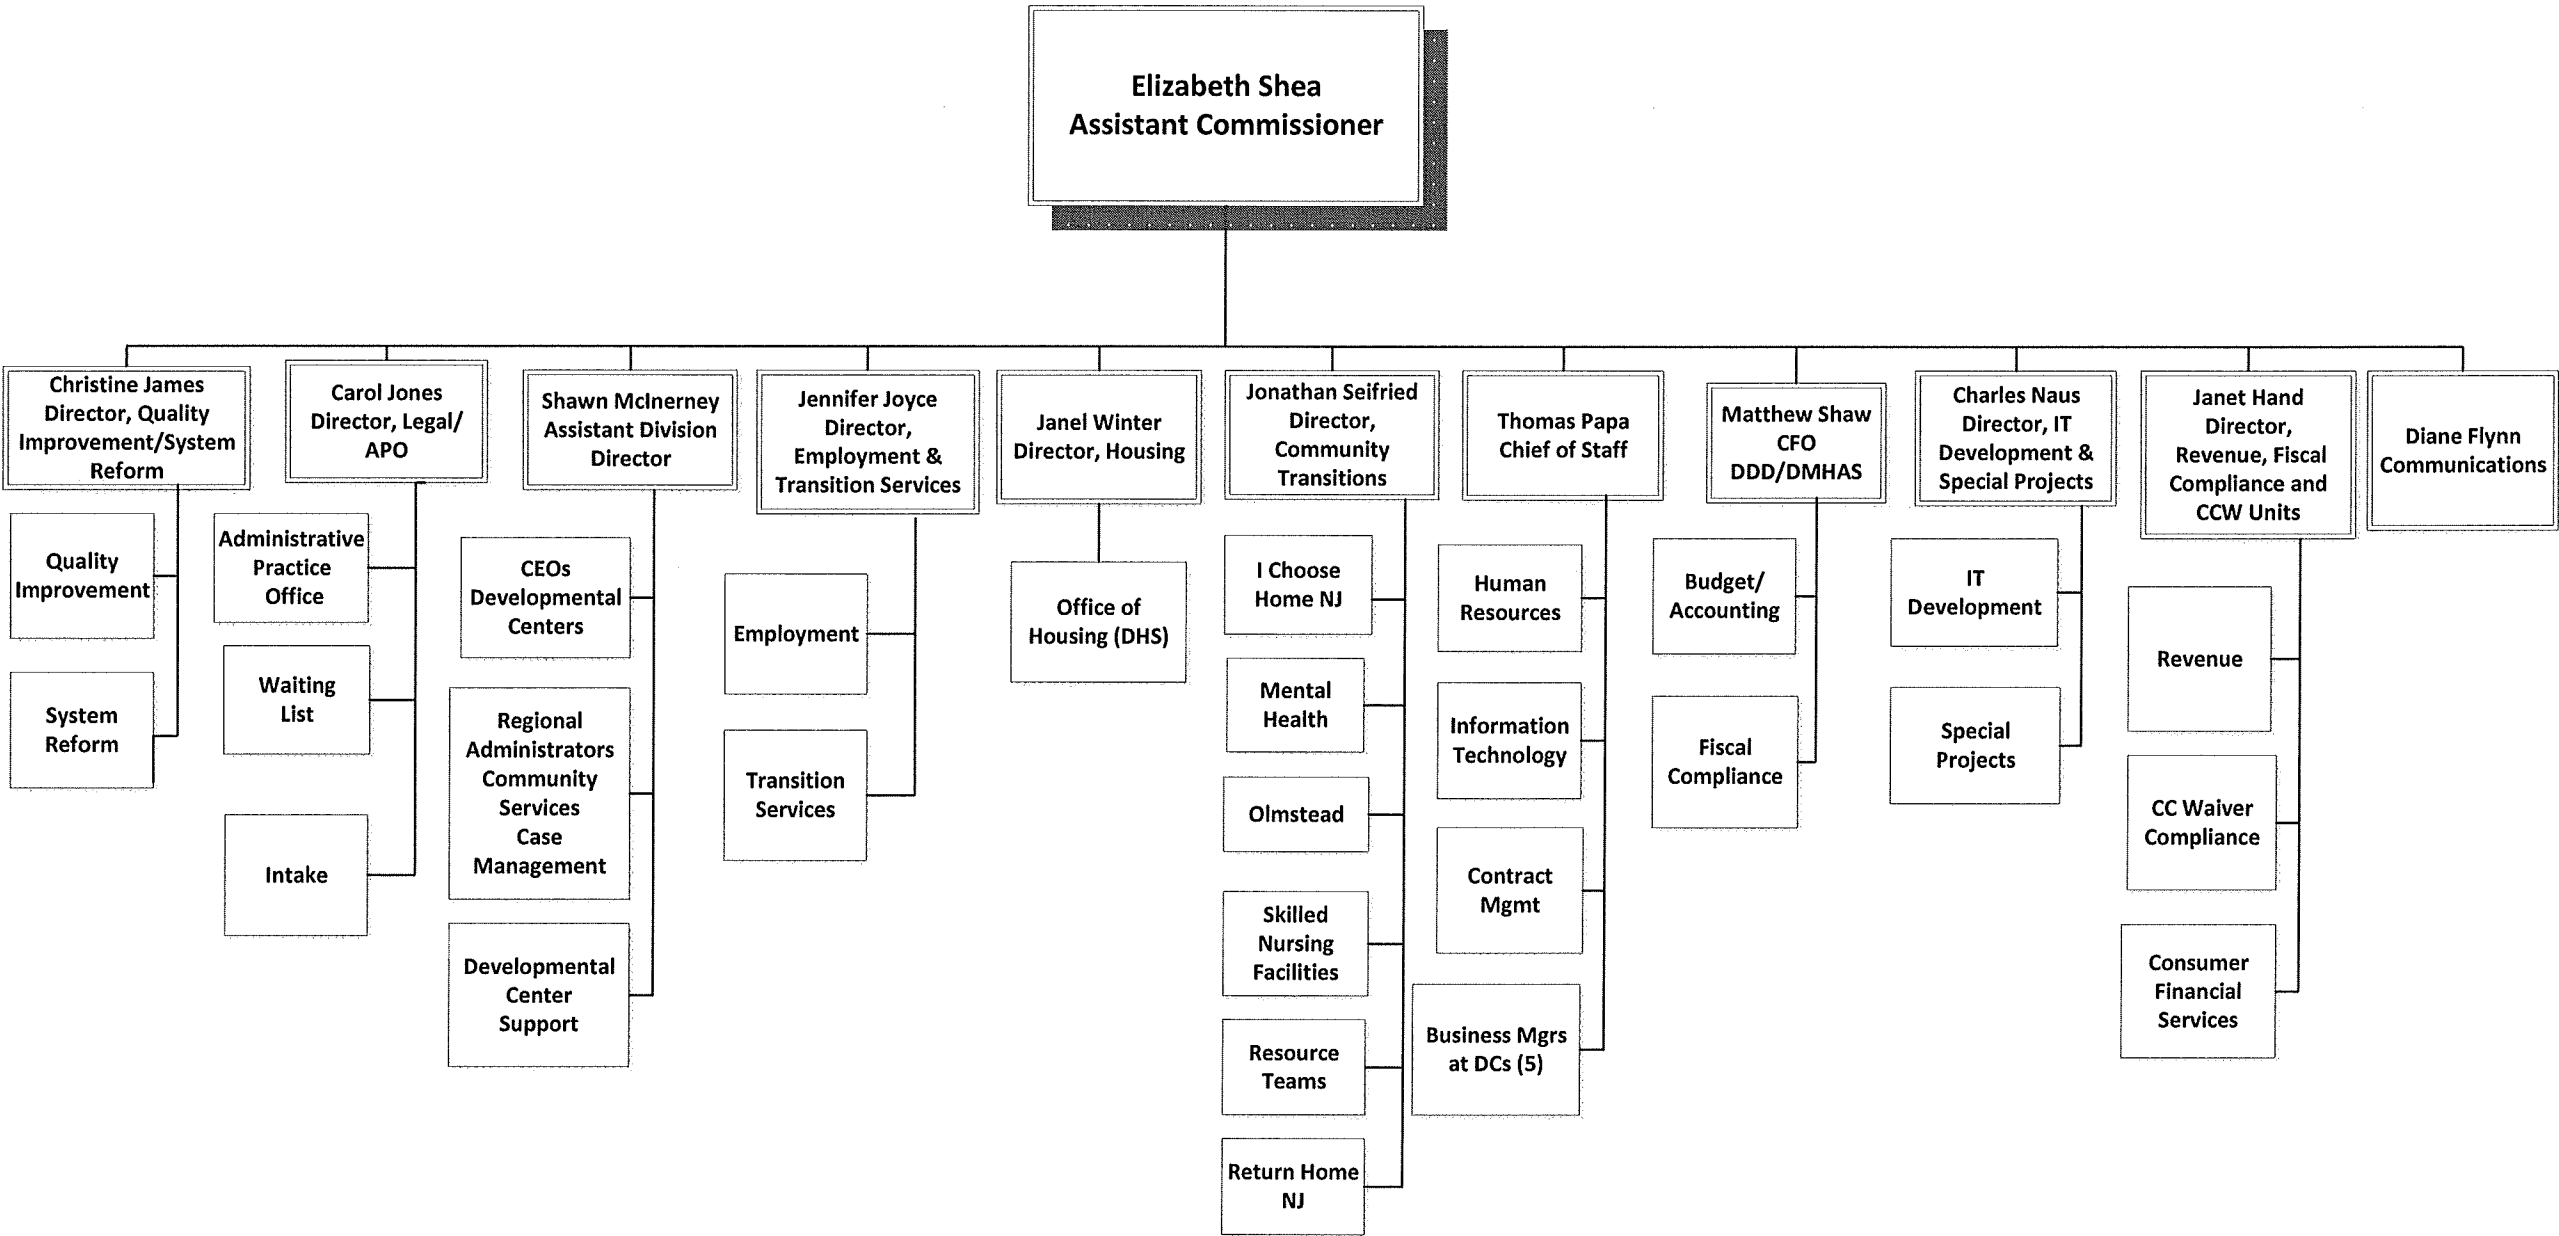 Elizabeth Shea
Assistant Commissioner
Christine James
Director, Quality
Improvement/System
Reform
Quality
Improvement
System
Reform
Carol Jones
Director, Legal/
APO
Administrative
Practice
Office
Waiting
List
Intake
Shawn McInerney
Assistant Division
Director
CEOs
Developmental
Centers
Regional
Administrators
Community
Services
Case
Management
Developmental
Center
Support
Jennifer Joyce
Director,
Employment &
Transition Services
Employment
Transition
Services
Janel Winter
Director, Housing
Office of
Housing (DHS)
Jonathan Seifried
Director,
Community
Transitions
I Choose
Home NJ
Mental
Health
Olmstead
Skilled
Nursing
Facilities
Resource
Teams
Return Home
NJ
Thomas Papa
Chief of Staff
Human
Resources
Information
Technology
Contract
Mgmt
Business Mgrs
at DCs (5)
Matthew Shaw
CFO
DDD/DMHAS
Budget/
Accounting
Fiscal
Compliance
Charles Naus
Director, IT
Development &
Special Projects
IT
Development
Special
Projects
Janet Hand
Director,
Revenue, Fiscal
Compliance and
CCW Units
Revenue
CC Waiver
Compliance
Consumer
Financial
Services
Diane Flynn
Communications